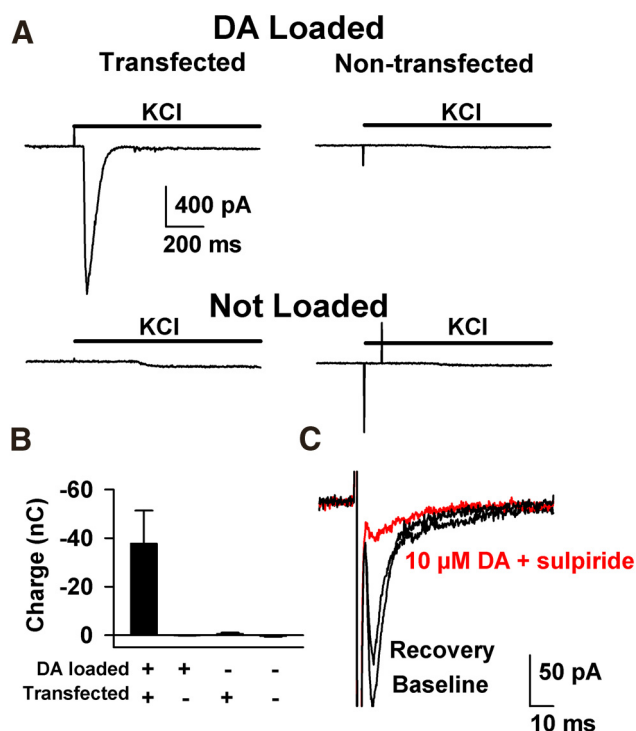 A
DA Loaded
Transfected
Non-transfected
KCl
KCl
400 pA
200 ms
Not Loaded
KCl
KCl
B
C
Charge (nC)
-60
-40
-20
0
DA loaded + + - -
Transfected + - + -
10 µM DA + sulpiride
Recovery
Baseline
50 pA
10 ms